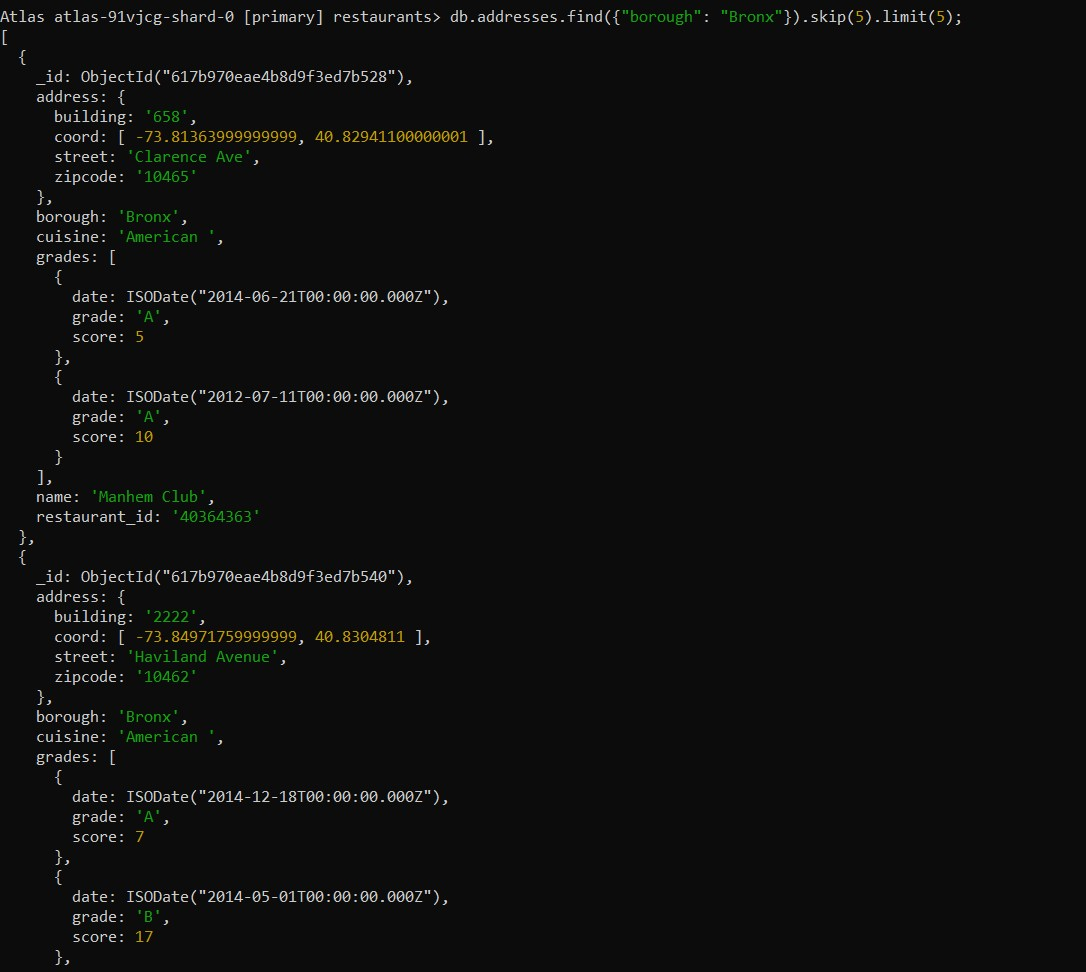 Atlas atlas-91vjcg-shard-0 [primary] restaurants> db.addresses.find({"borough": "Bronx"}).skip(5).limit(5);
[
  {
    _id: ObjectId("617b970eae4b8d9f3ed7b528"),
    address: {
      building: '658',
      coord: [ -73.81363999999999, 40.82941100000001 ],
      street: 'Clarence Ave',
      zipcode: '10465'
    },
    borough: 'Bronx',
    cuisine: 'American ',
    grades: [
      {
        date: ISODate("2014-06-21T00:00:00.000Z"),
        grade: 'A',
        score: 5
      },
      {
        date: ISODate("2012-07-11T00:00:00.000Z"),
        grade: 'A',
        score: 10
      }
    ],
    name: 'Manhem Club',
    restaurant_id: '40364363'
  },
  {
    _id: ObjectId("617b970eae4b8d9f3ed7b540"),
    address: {
      building: '2222',
      coord: [ -73.84971759999999, 40.8304811 ],
      street: 'Haviland Avenue',
      zipcode: '10462'
    },
    borough: 'Bronx',
    cuisine: 'American ',
    grades: [
      {
        date: ISODate("2014-12-18T00:00:00.000Z"),
        grade: 'A',
        score: 7
      },
      {
        date: ISODate("2014-05-01T00:00:00.000Z"),
        grade: 'B',
        score: 17
      },